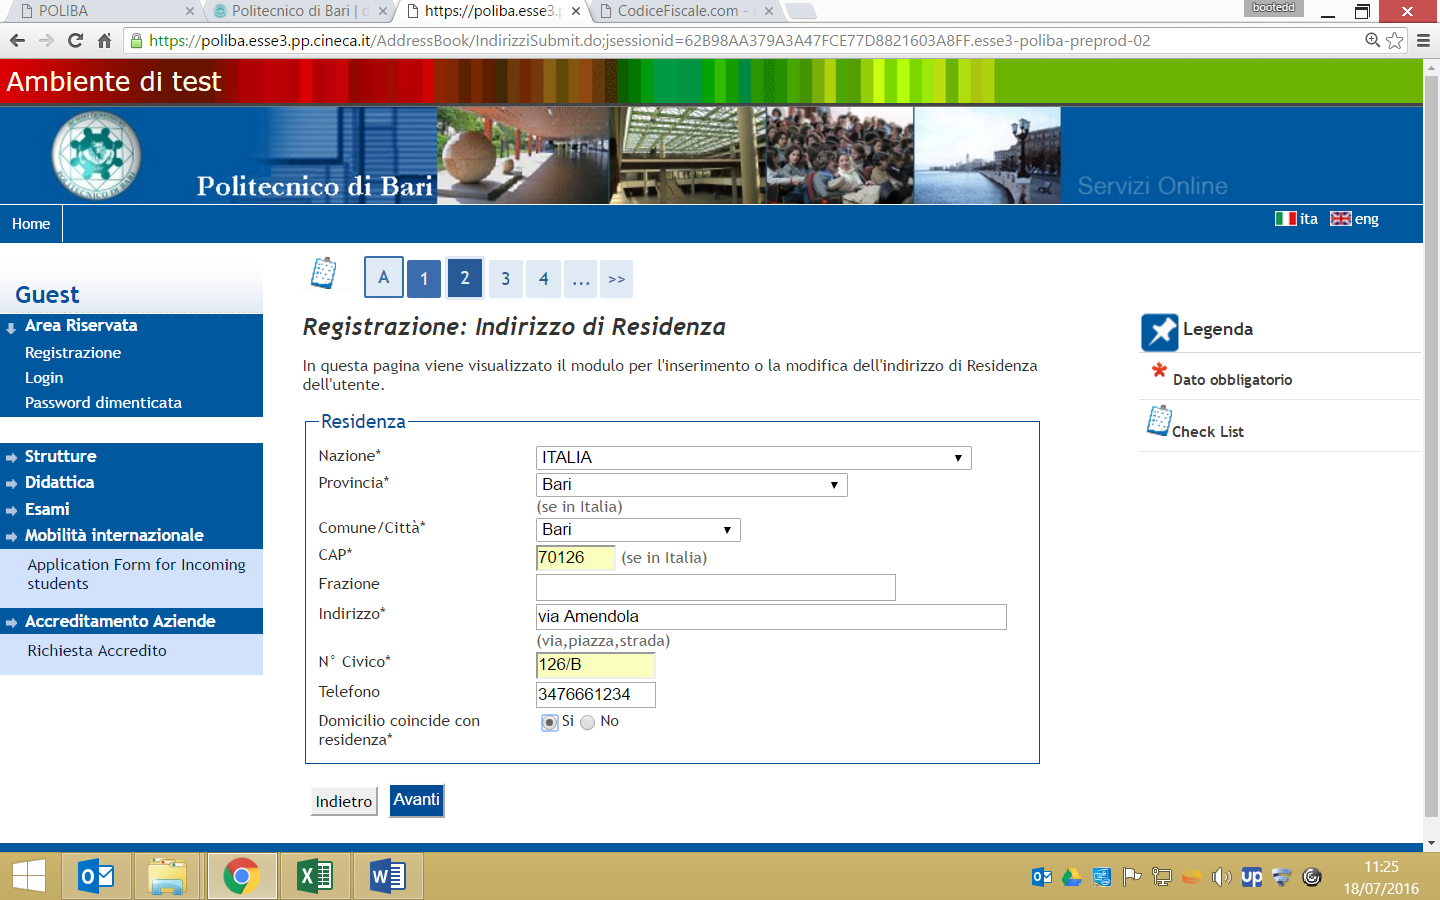 POLIBA
Politecnico di Bari | d
https://poliba.esse3.p
CodiceFiscale.com -
bootedd
https://poliba.esse3.pp.cineca.it/AddressBook/IndirizziSubmit.do;jsessionid=62B98AA379A3A47FCE77D8821603A8FF.esse3-poliba-preprod-02
Ambiente di test
Politecnico di Bari
Servizi Online
Home
ita
eng
A 1 2 3 4 ... >>
Guest
Area Riservata
Registrazione
Login
Password dimenticata
Strutture
Didattica
Esami
Mobilità internazionale
Application Form for Incoming
students
Accreditamento Aziende
Richiesta Accredito
Registrazione: Indirizzo di Residenza
In questa pagina viene visualizzato il modulo per l'inserimento o la modifica dell'indirizzo di Residenza
dell'utente.
Residenza
Nazione* ITALIA
Provincia* Bari
(se in Italia)
Comune/Città* Bari
CAP* 70126 (se in Italia)
Frazione
Indirizzo* via Amendola
(via,piazza,strada)
N° Civico* 126/B
Telefono 3476661234
Domicilio coincide con
residenza*
Si No
Indietro Avanti
Legenda
Dato obbligatorio
Check List
11:25
18/07/2016